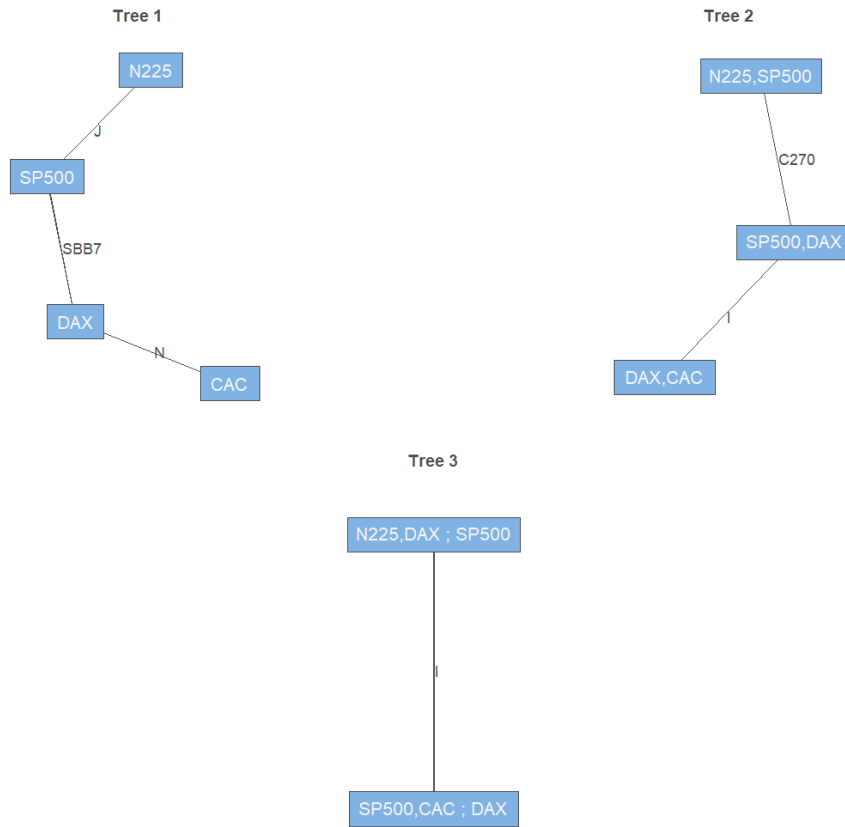 Tree 1
N225
J
SP500
SBB7
DAX
N
CAC
Tree 2
N225,SP500
C270
SP500,DAX
I
DAX,CAC
Tree 3
N225,DAX ; SP500
I
SP500,CAC ; DAX